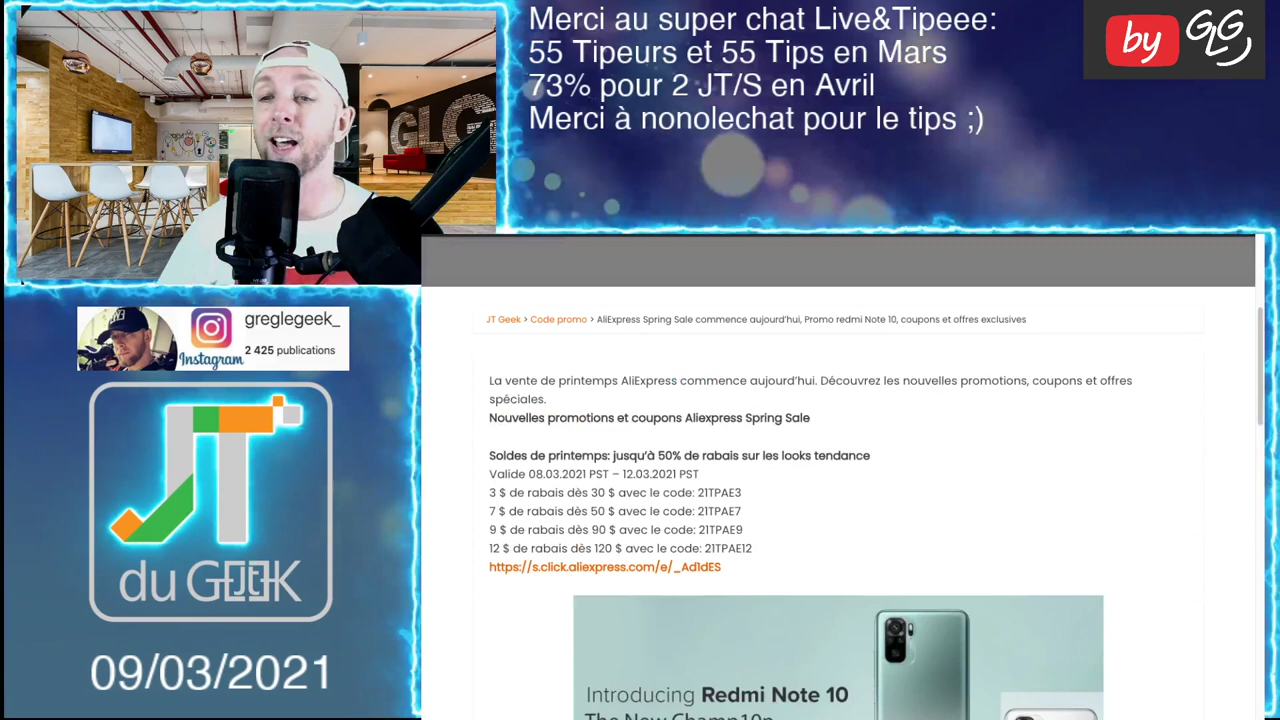 Merci au super chat Live&Tipeee:
55 Tipeurs et 55 Tips en Mars
73% pour 2 JT/S en Avril
Merci à nonolechat pour le tips ;)
by GLG
GLG
greglegeek_
Instagram
2 425 publications
JT
du GEEK
09/03/2021
JT Geek > Code promo > AliExpress Spring Sale commence aujourd'hui, Promo redmi Note 10, coupons et offres exclusives
La vente de printemps AliExpress commence aujourd'hui. Découvrez les nouvelles promotions, coupons et offres
spéciales.
Nouvelles promotions et coupons Aliexpress Spring Sale
Soldes de printemps: jusqu'à 50% de rabais sur les looks tendance
Valide 08.03.2021 PST – 12.03.2021 PST
3 $ de rabais dès 30 $ avec le code: 21TPAE3
7 $ de rabais dès 50 $ avec le code: 21TPAE7
9 $ de rabais dès 90 $ avec le code: 21TPAE9
12 $ de rabais dès 120 $ avec le code: 21TPAE12
https://s.click.aliexpress.com/e/_Ad1dES
Introducing Redmi Note 10
The New Champ10n